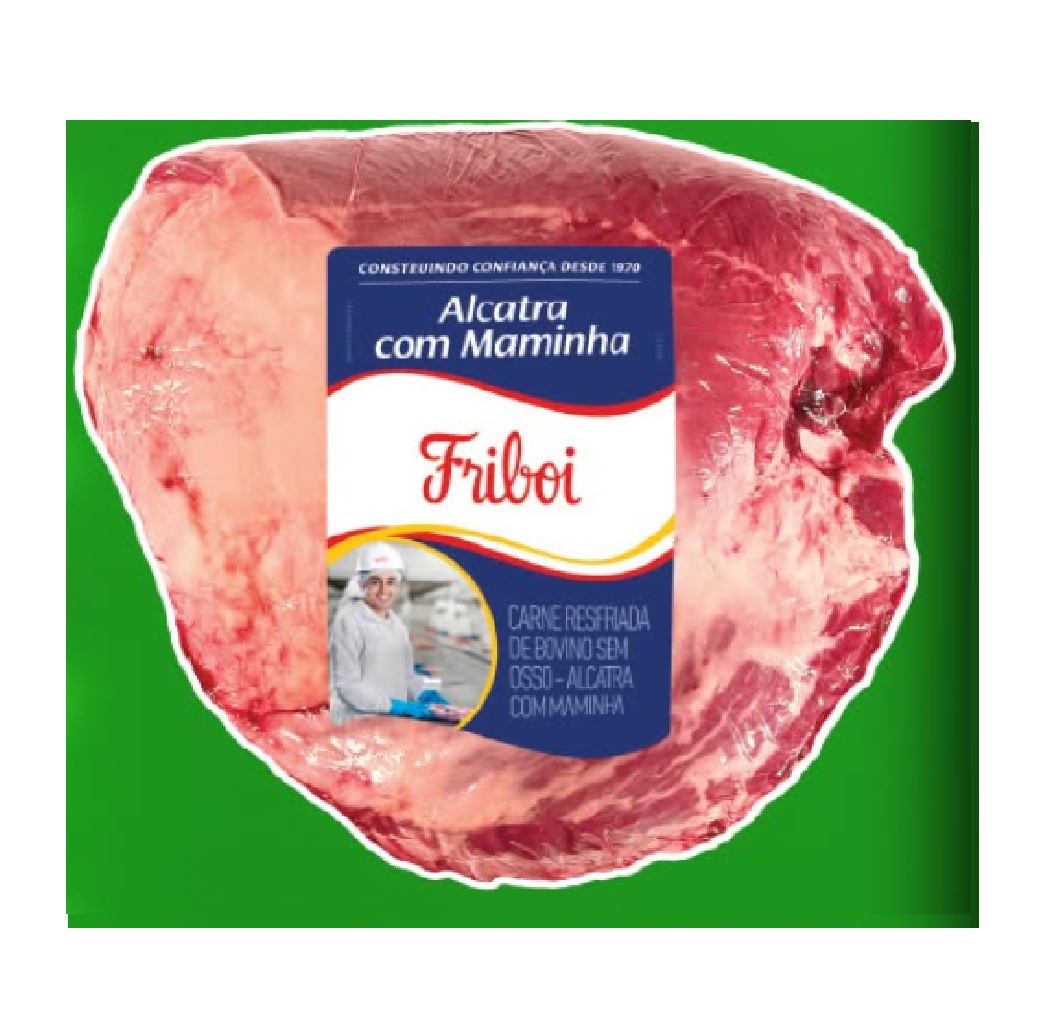 CONSTRUINDO CONFIANÇA DESDE 1970
Alcatra
com Maminha
Friboi
CARNE RESFRIADA
DE BOVINO SEM
OSSO - ALCATRA
COM MAMINHA